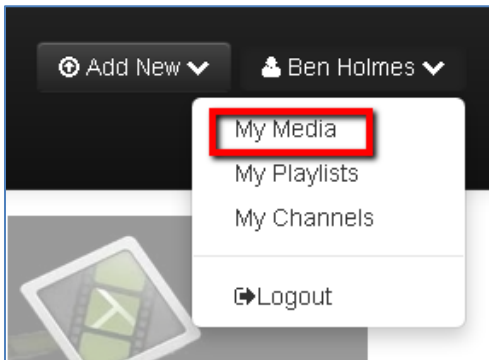 Add New Ben Holmes
My Media
My Playlists
My Channels
Logout